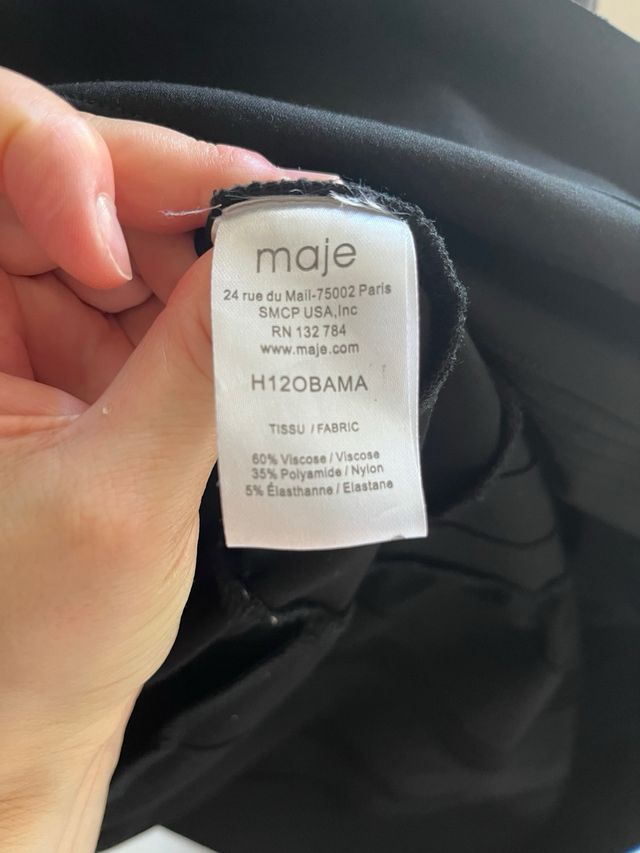 maje
24 rue du Mail-75002 Paris
SMCP USA,Inc
RN 132 784
www.maje.com
H12OBAMA
TISSU / FABRIC
60% Viscose / Viscose
35% Polyamide / Nylon
5% Élasthanne / Elastane